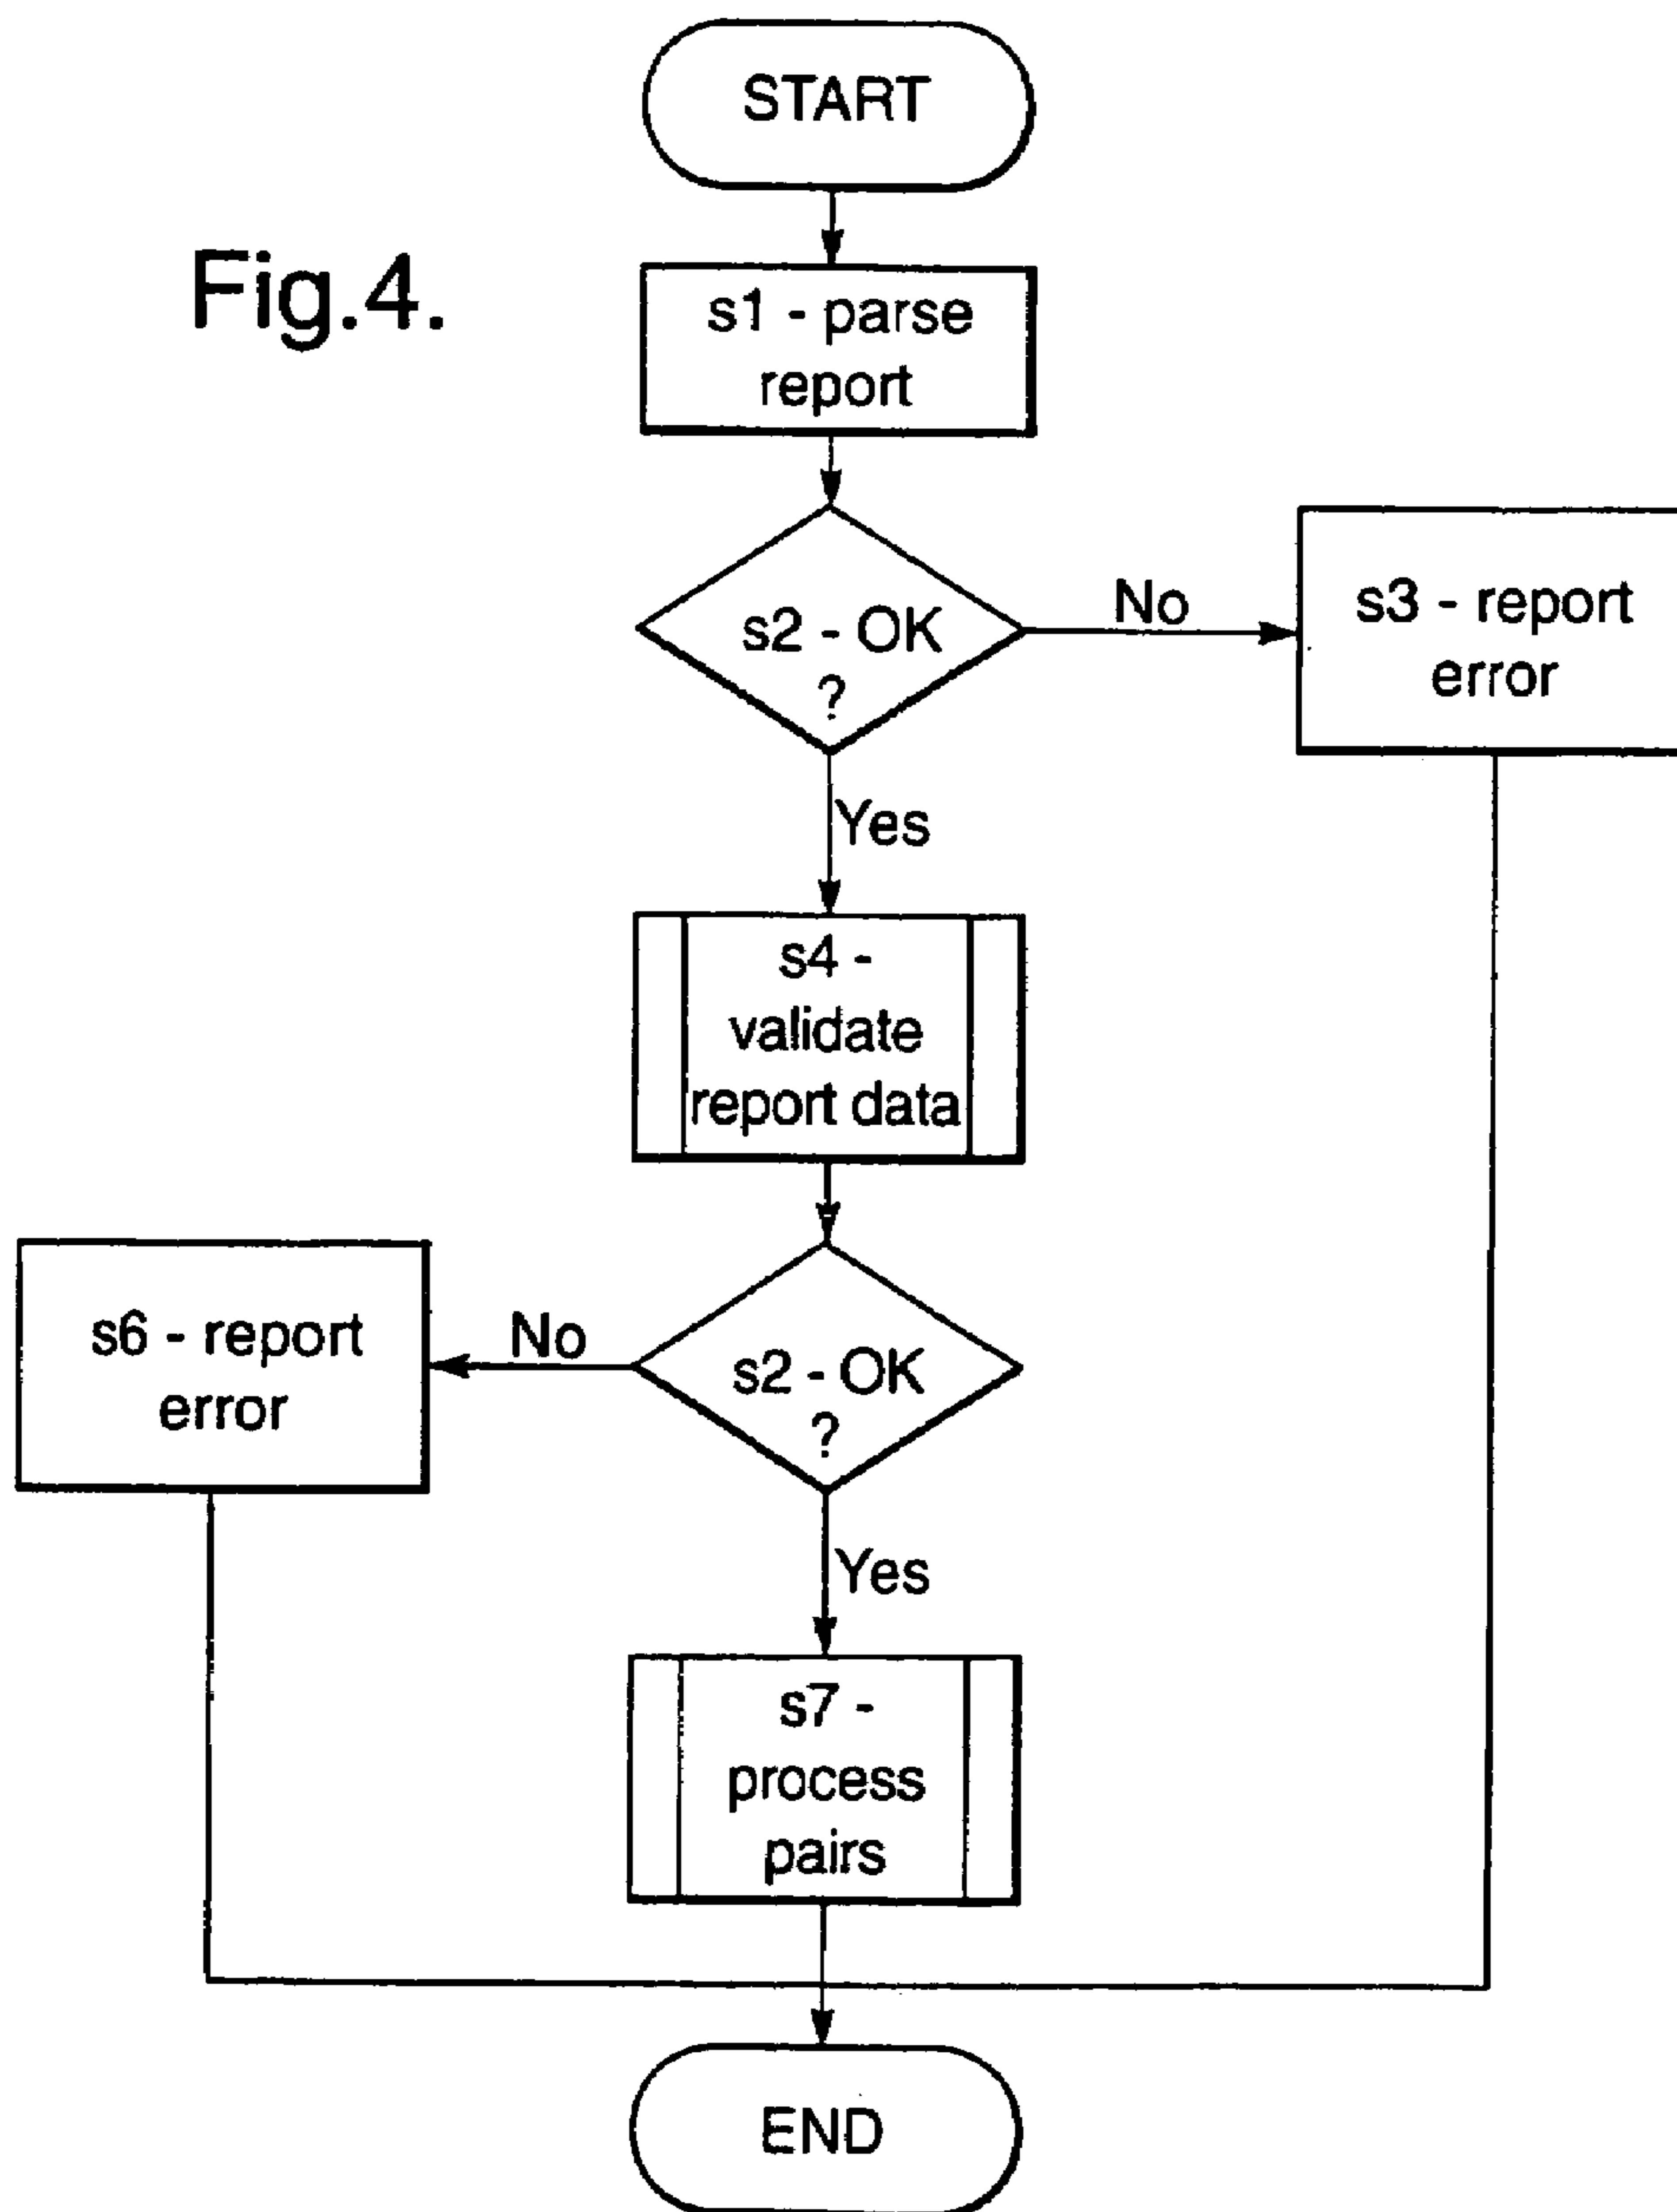 START
Fig.4.
s1 - parse
report
s2 - OK
?
No
s3 - report
error
Yes
s4 -
validate
report data
s2 - OK
?
No
s6 - report
error
Yes
s7 -
process
pairs
END